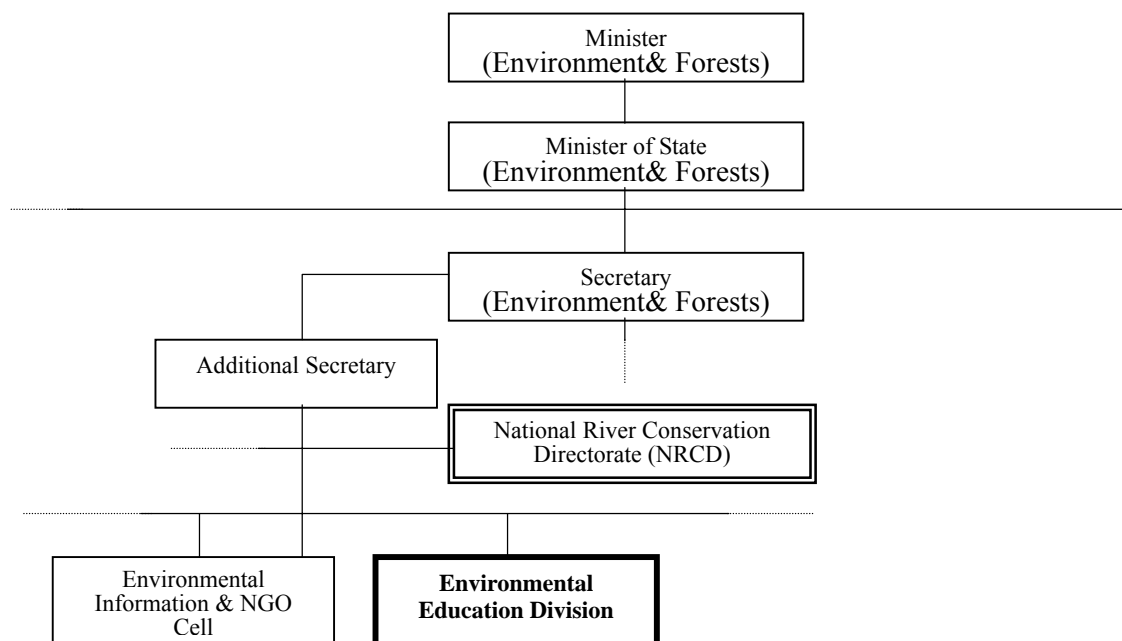 Minister
(Environment& Forests)
Minister of State
(Environment& Forests)
Secretary
(Environment& Forests)
Additional Secretary
National River Conservation
Directorate (NRCD)
Environmental
Information & NGO
Cell
Environmental
Education Division